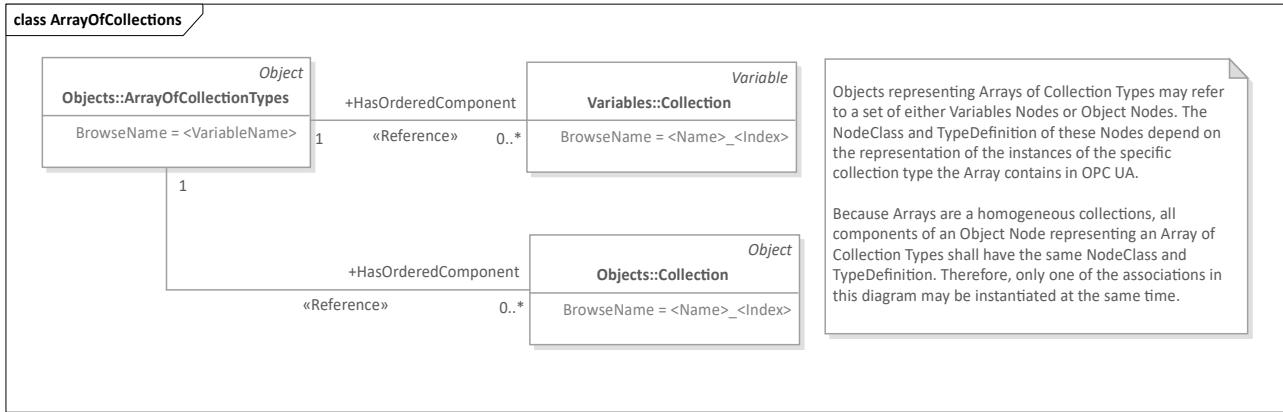 class ArrayOfCollections
Object
Objects::ArrayOfCollectionTypes
BrowseName = <VariableName>
+HasOrderedComponent
1
«Reference»
0..*
Variable
Variables::Collection
BrowseName = <Name>_<Index>
1
+HasOrderedComponent
«Reference»
0..*
Object
Objects::Collection
BrowseName = <Name>_<Index>
Objects representing Arrays of Collection Types may refer
to a set of either Variables Nodes or Object Nodes. The
NodeClass and TypeDefinition of these Nodes depend on
the representation of the instances of the specific
collection type the Array contains in OPC UA.
Because Arrays are a homogeneous collections, all
components of an Object Node representing an Array of
Collection Types shall have the same NodeClass and
TypeDefinition. Therefore, only one of the associations in
this diagram may be instantiated at the same time.